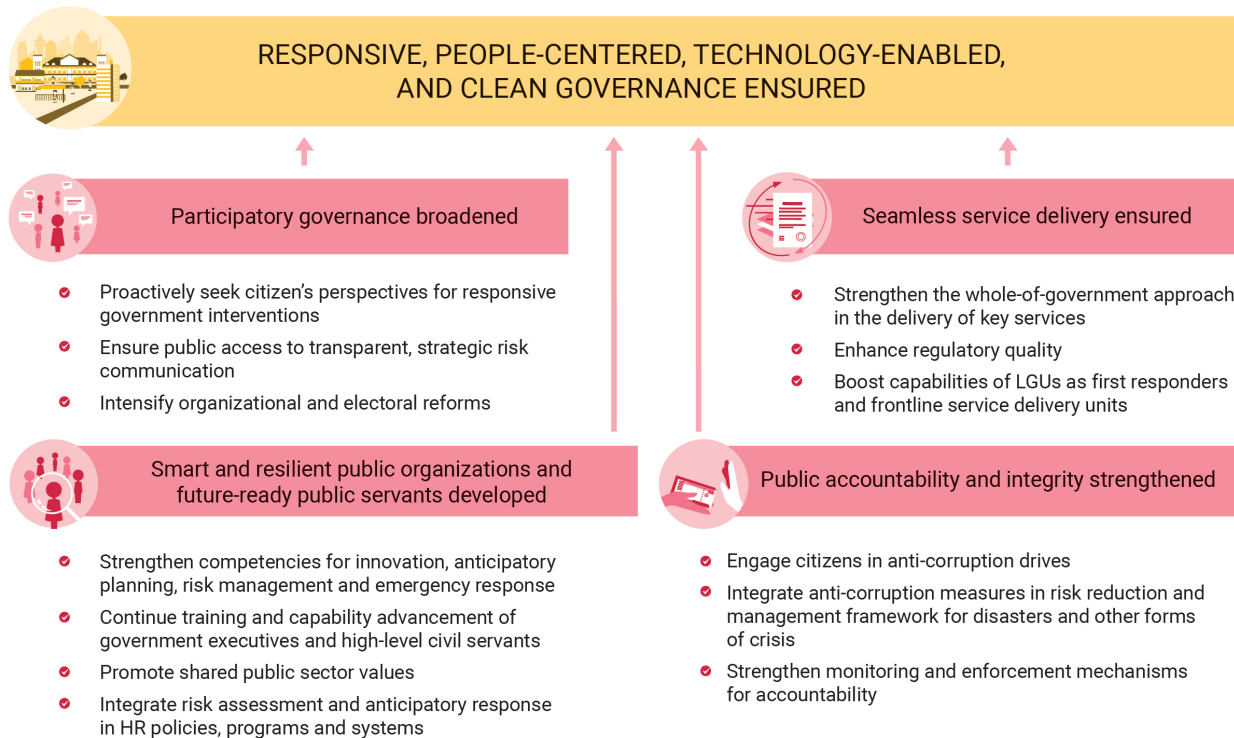 RESPONSIVE, PEOPLE-CENTERED, TECHNOLOGY-ENABLED,
AND CLEAN GOVERNANCE ENSURED
Participatory governance broadened
Proactively seek citizen's perspectives for responsive
government interventions
Ensure public access to transparent, strategic risk
communication
Intensify organizational and electoral reforms
Seamless service delivery ensured
Strengthen the whole-of-government approach
in the delivery of key services
Enhance regulatory quality
Boost capabilities of LGUs as first responders
and frontline service delivery units
Smart and resilient public organizations and
future-ready public servants developed
Strengthen competencies for innovation, anticipatory
planning, risk management and emergency response
Continue training and capability advancement of
government executives and high-level civil servants
Promote shared public sector values
Integrate risk assessment and anticipatory response
in HR policies, programs and systems
Public accountability and integrity strengthened
Engage citizens in anti-corruption drives
Integrate anti-corruption measures in risk reduction and
management framework for disasters and other forms
of crisis
Strengthen monitoring and enforcement mechanisms
for accountability